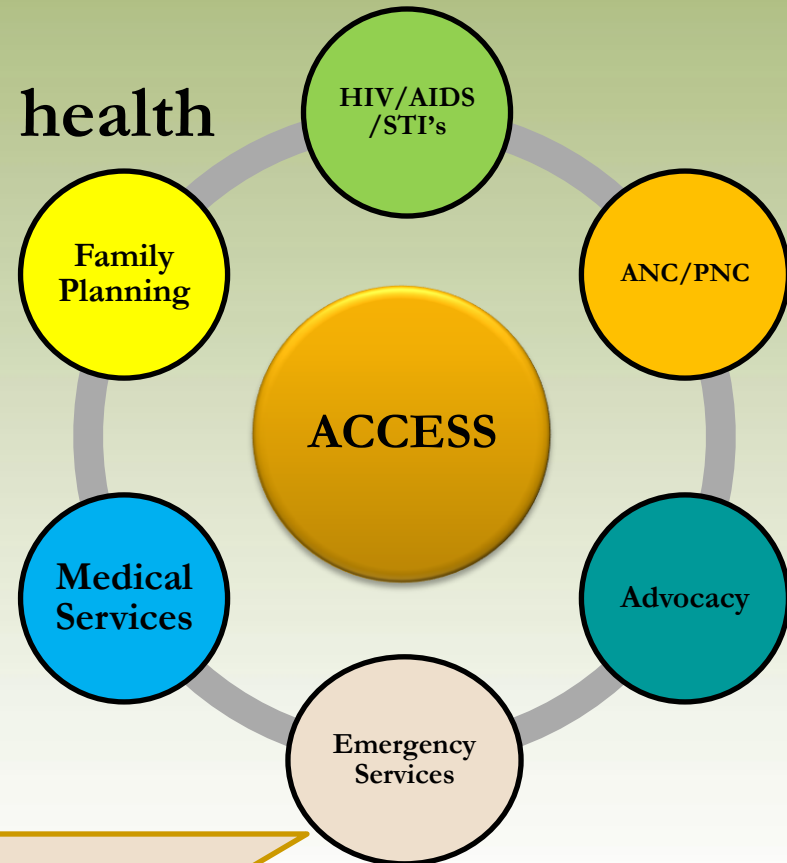 health
HIV/AIDS
/STI's
Family
Planning
ANC/PNC
ACCESS
Medical
Services
Advocacy
Emergency
Services